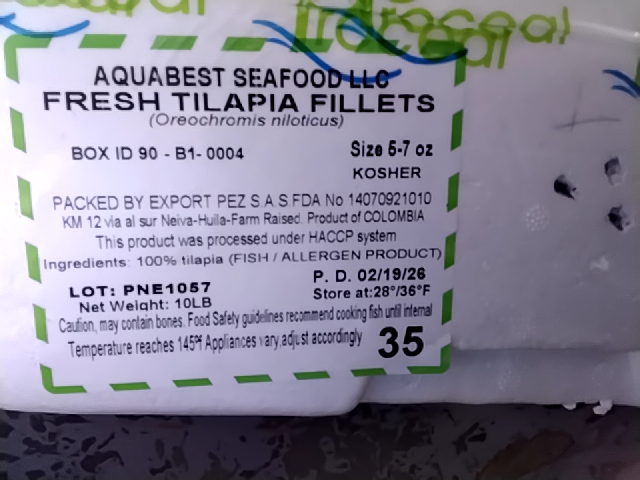 AQUABEST SEAFOOD LLC
FRESH TILAPIA FILLETS
(Oreochromis niloticus)
BOX ID 90 - B1- 0004
Size 5-7 oz
KOSHER
PACKED BY EXPORT PEZ S.A.S.FDA No 14070921010
KM 12 via al sur Neiva-Huila-Farm Raised. Product of COLOMBIA
This product was processed under HACCP system
Ingredients: 100% tilapia (FISH / ALLERGEN PRODUCT)
LOT: PNE1057
P. D. 02/19/26
Net Weight: 10LB
Store at:28°/36°F
Caution, may contain bones. Food Safety guidelines recommend cooking fish until internal
Temperature reaches 145°F Appliances vary,adjust accordingly
35